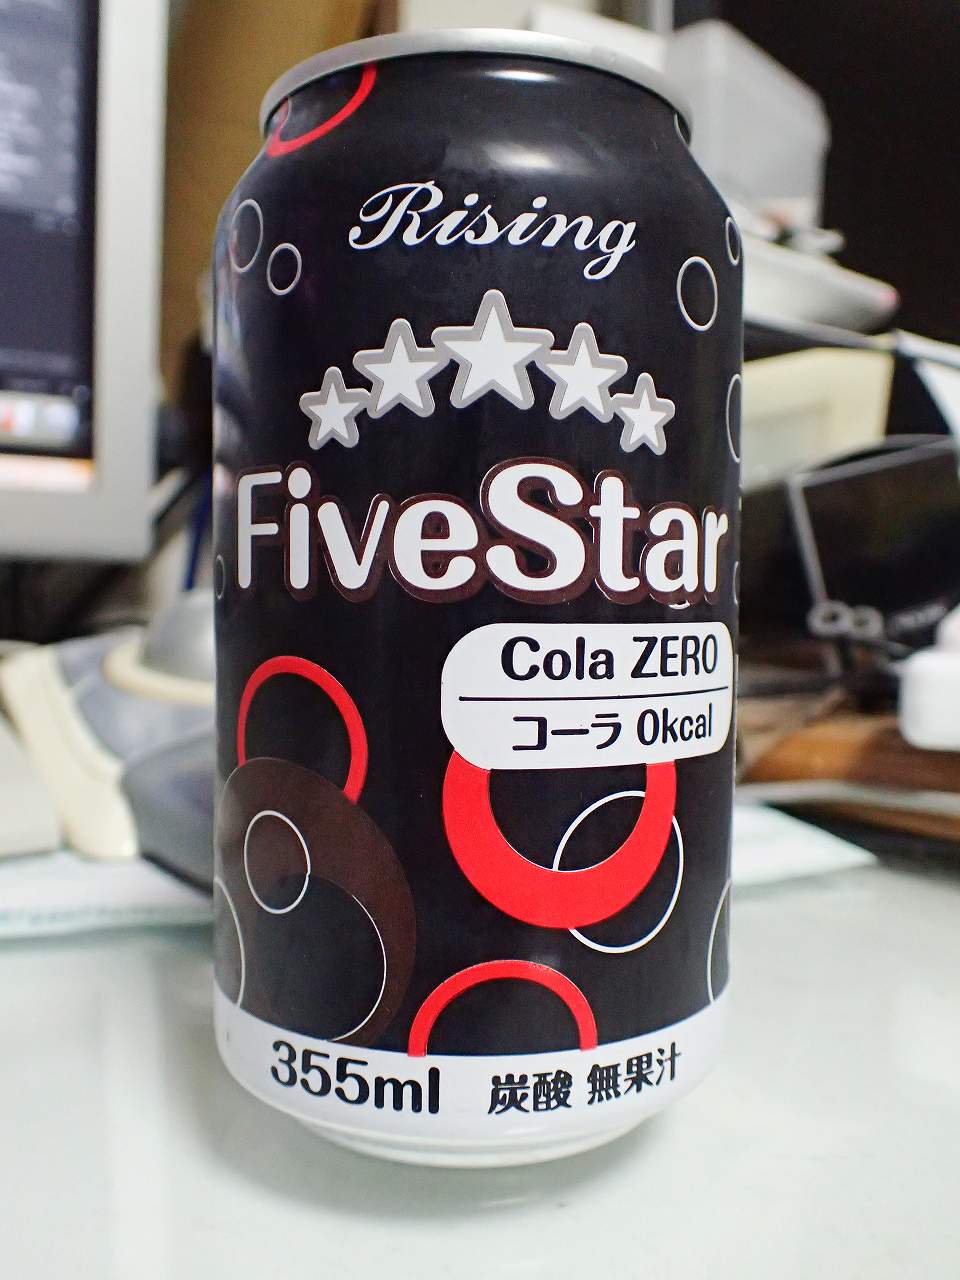 Rising
FiveStar
Cola ZERO
コーラ 0kcal
355ml 炭酸 無果汁